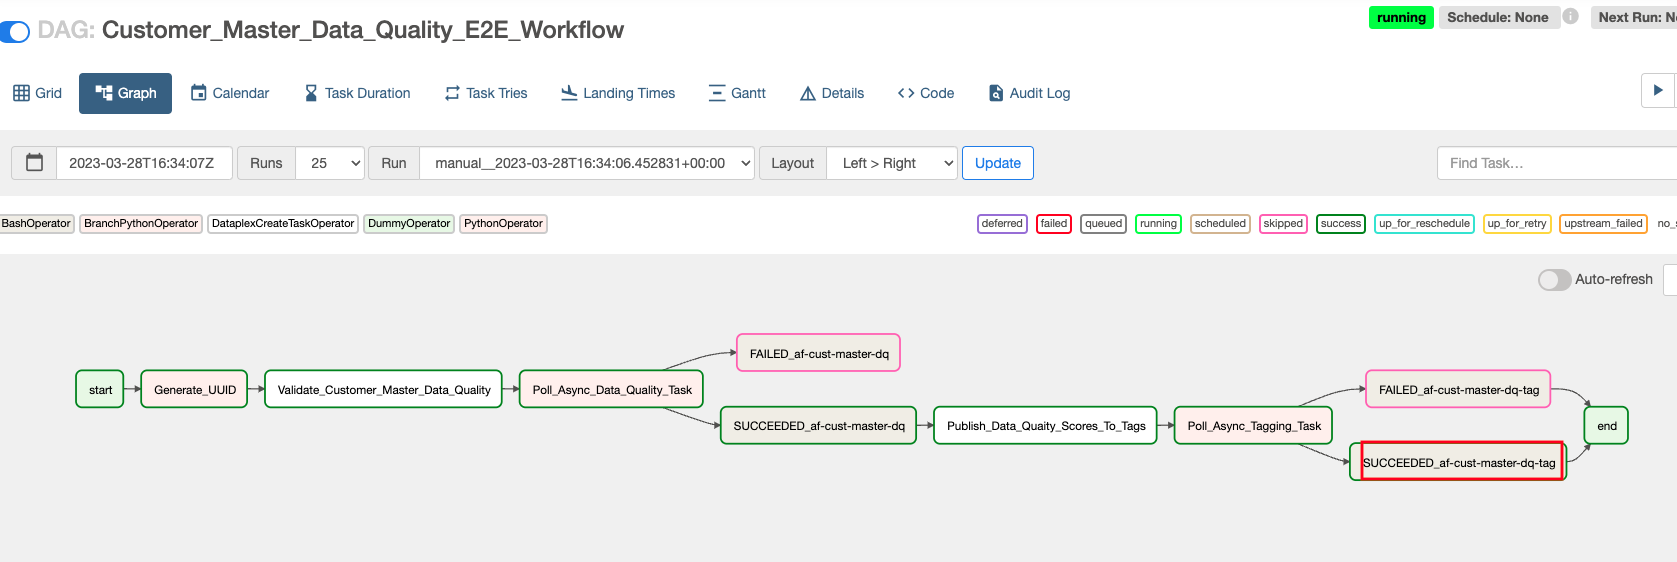 DAG: Customer_Master_Data_Quality_E2E_Workflow
running Schedule: None Next Run:
Grid Graph Calendar Task Duration Task Tries Landing Times Gantt Details Code Audit Log
2023-03-28T16:34:07Z Runs 25 Run manual__2023-03-28T16:34:06.452831+00:00 Layout Left > Right Update Find Task...
BashOperator BranchPythonOperator DataplexCreateTaskOperator DummyOperator PythonOperator deferred failed queued running scheduled skipped success up_for_reschedule up_for_retry upstream_failed
Auto-refresh
FAILED_af-cust-master-dq
start Generate_UUID Validate_Customer_Master_Data_Quality Poll_Async_Data_Quality_Task FAILED_af-cust-master-dq-tag
SUCCEEDED_af-cust-master-dq Publish_Data_Quaity_Scores_To_Tags Poll_Async_Tagging_Task end
SUCCEEDED_af-cust-master-dq-tag